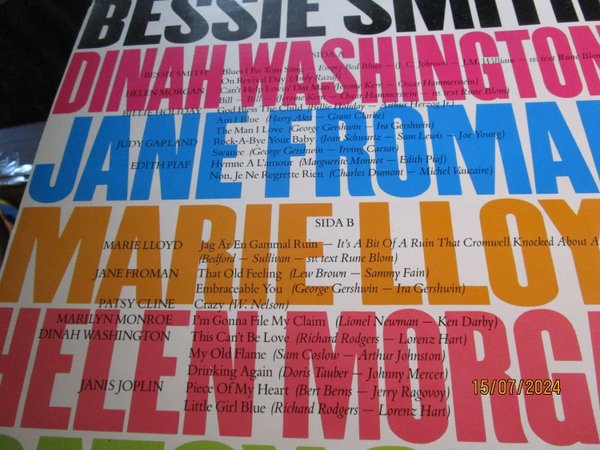 BESSIE SMITH
DINAH WASHINGTON
SIDA A
BESSIE SMITH Blues I En Tom Säng — Empty Bed Blues — (J. C. Johnson — J.M. William — sv. text Rune Blom)
On Revival Day (Andy Razaf)
HELEN MORGAN Can't Help Lovin' Dat Man (Jerome Kern — Oscar Hammerstein)
Bill — Bill — (Jerome Kern — Oscar Hammerstein — sv. text Rune Blom)
BILLIE HOLIDAY God Bless The Child (Billie Holiday — Arthur Herzog Jr)
Am I Blue (Harry Akst — Grant Clarke)
The Man I Love (George Gershwin — Ira Gershwin)
JUDY GARLAND Rock-A-Bye Your Baby (Jean Schwartz — Sam Lewis — Joe Young)
Swanee (George Gershwin — Irving Caesar)
EDITH PIAF Hymne A L'amour (Marguerite Monnot — Edith Piaf)
Non, Je Ne Regrette Rien (Charles Dumont — Michel Vaucaire)
JANE FROMAN
MARIE LLOY
SIDA B
MARIE LLOYD Jag Är En Gammal Ruin — It's A Bit Of A Ruin That Cromwell Knocked About A
(Bedford — Sullivan — sv. text Rune Blom)
JANE FROMAN That Old Feeling (Lew Brown — Sammy Fain)
Embraceable You (George Gershwin — Ira Gershwin)
PATSY CLINE Crazy (W. Nelson)
MARILYN MONROE I'm Gonna File My Claim (Lionel Newman — Ken Darby)
DINAH WASHINGTON This Can't Be Love (Richard Rodgers — Lorenz Hart)
My Old Flame (Sam Coslow — Arthur Johnston)
Drinking Again (Doris Tauber — Johnny Mercer)
JANIS JOPLIN Piece Of My Heart (Bert Berns — Jerry Ragovoy)
Little Girl Blue (Richard Rodgers — Lorenz Hart)
HELEN MORG
15/07/2024